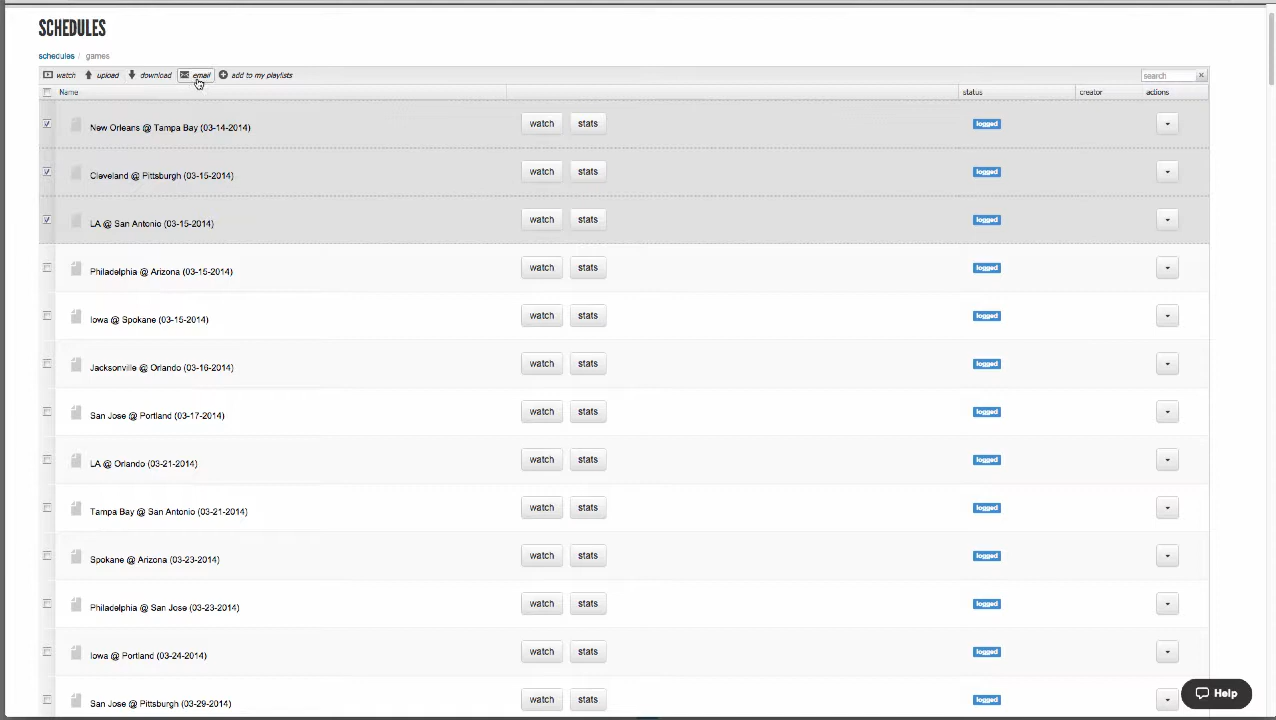 SCHEDULES
schedules / games
watch upload download email add to my playlists search
Name status creator actions
New Orleans @ Tampa Bay (03-14-2014) watch stats logged
Cleveland @ Pittsburgh (03-15-2014) watch stats logged
LA @ San Antonio (03-15-2014) watch stats logged
Philadelphia @ Arizona (03-15-2014) watch stats logged
Iowa @ Spokane (03-15-2014) watch stats logged
Jacksonville @ Orlando (03-16-2014) watch stats logged
San Jose @ Portland (03-17-2014) watch stats logged
LA @ Orlando (03-21-2014) watch stats logged
Tampa Bay @ San Antonio (03-21-2014) watch stats logged
Spokane @ Arizona (03-23-2014) watch stats logged
Philadelphia @ San Jose (03-23-2014) watch stats logged
Iowa @ Portland (03-24-2014) watch stats logged
San Jose @ Pittsburgh (03-29-2014) watch stats logged
Help